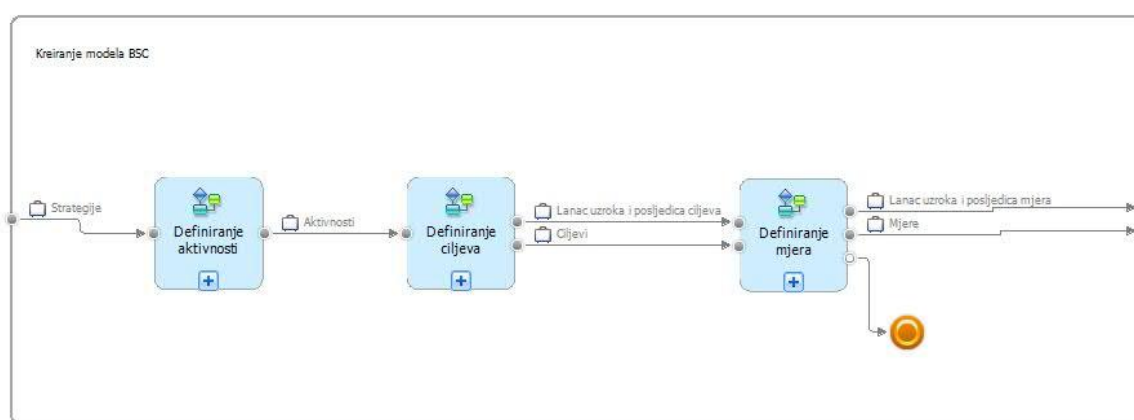 Kreiranje modela BSC
Strategije
Definiranje
aktivnosti
Aktivnosti
Definiranje
ciljeva
Lanac uzroka i posljedica ciljeva
Ciljevi
Definiranje
mjera
Lanac uzroka i posljedica mjera
Mjere